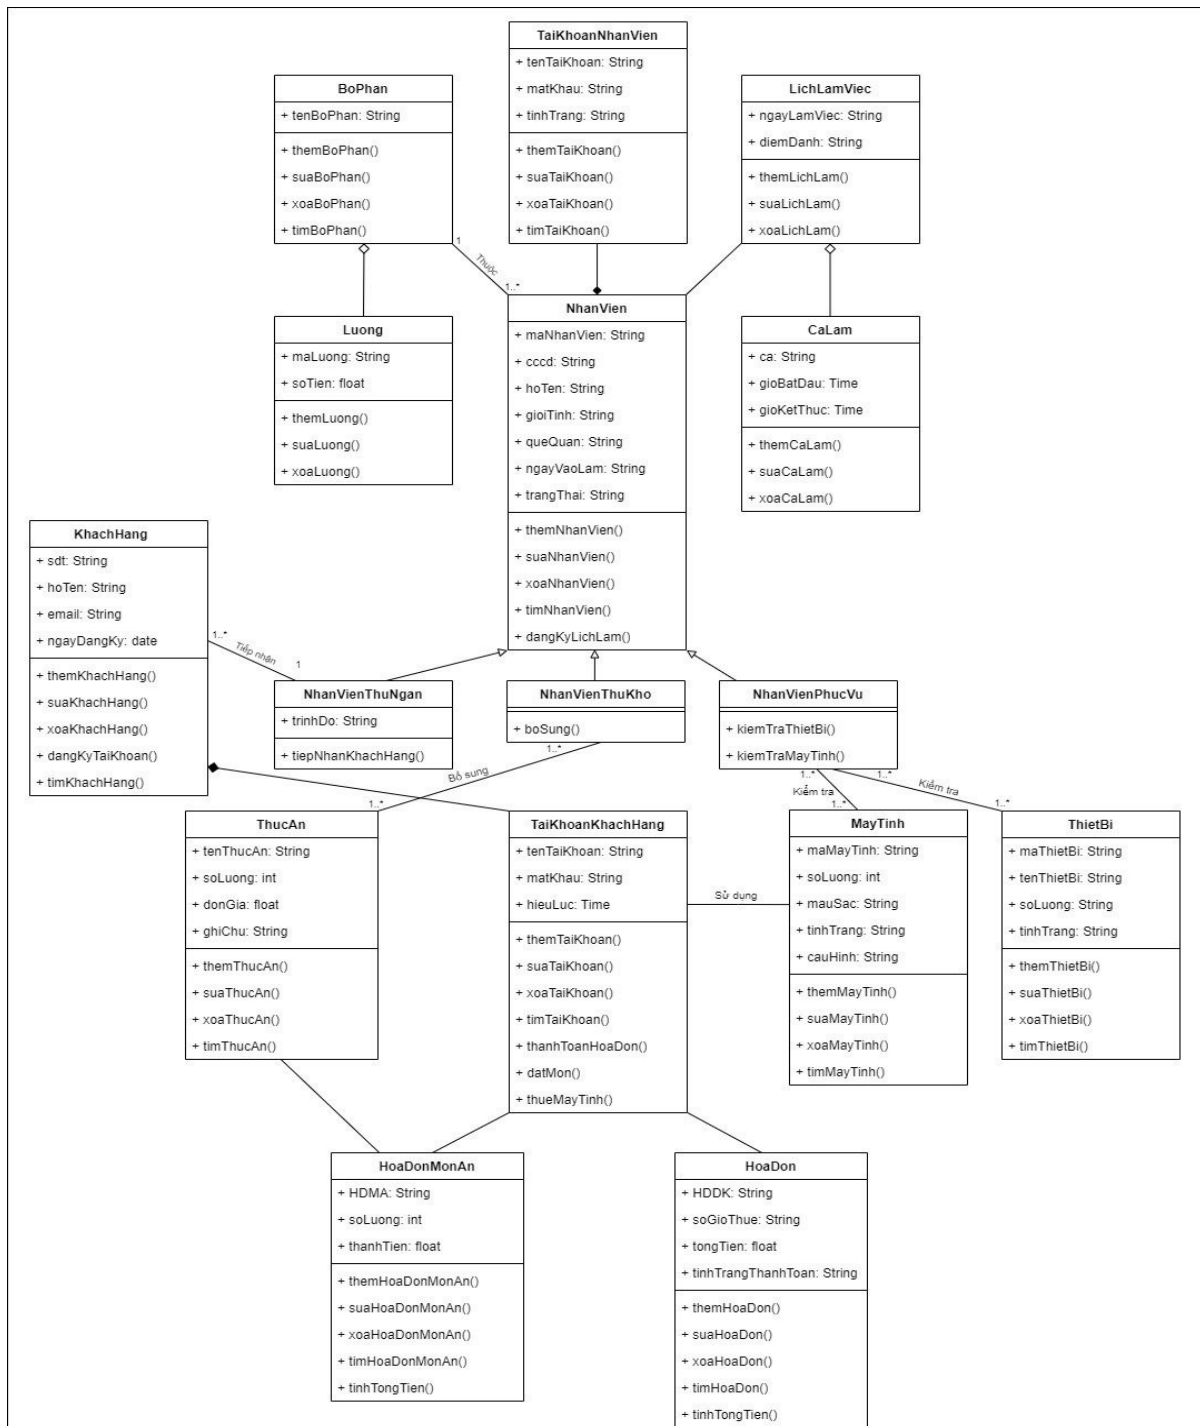 TaiKhoanNhanVien
+ tenTaiKhoan: String
+ matKhau: String
+ tinhTrang: String
+ themTaiKhoan()
+ suaTaiKhoan()
+ xoaTaiKhoan()
+ timTaiKhoan()
BoPhan
+ tenBoPhan: String
+ themBoPhan()
+ suaBoPhan()
+ xoaBoPhan()
+ timBoPhan()
LichLamViec
+ ngayLamViec: String
+ diemDanh: String
+ themLichLam()
+ suaLichLam()
+ xoaLichLam()
1
Thuộc
1..*
Luong
+ maLuong: String
+ soTien: float
+ themLuong()
+ suaLuong()
+ xoaLuong()
NhanVien
+ maNhanVien: String
+ cccd: String
+ hoTen: String
+ gioiTinh: String
+ queQuan: String
+ ngayVaoLam: String
+ trangThai: String
+ themNhanVien()
+ suaNhanVien()
+ xoaNhanVien()
+ timNhanVien()
+ dangKyLichLam()
CaLam
+ ca: String
+ gioBatDau: Time
+ gioKetThuc: Time
+ themCaLam()
+ suaCaLam()
+ xoaCaLam()
KhachHang
+ sdt: String
+ hoTen: String
+ email: String
+ ngayDangKy: date
+ themKhachHang()
+ suaKhachHang()
+ xoaKhachHang()
+ dangKyTaiKhoan()
+ timKhachHang()
1..*
Tiếp nhận
1
NhanVienThuNgan
+ trinhDo: String
+ tiepNhanKhachHang()
NhanVienThuKho
+ boSung()
NhanVienPhucVu
+ kiemTraThietBi()
+ kiemTraMayTinh()
1..*
Bổ sung
1..*
1..*
Kiểm tra
1..*
1..*
Kiểm tra
1..*
ThucAn
+ tenThucAn: String
+ soLuong: int
+ donGia: float
+ ghiChu: String
+ themThucAn()
+ suaThucAn()
+ xoaThucAn()
+ timThucAn()
TaiKhoanKhachHang
+ tenTaiKhoan: String
+ matKhau: String
+ hieuLuc: Time
+ themTaiKhoan()
+ suaTaiKhoan()
+ xoaTaiKhoan()
+ timTaiKhoan()
+ thanhToanHoaDon()
+ datMon()
+ thueMayTinh()
Sử dụng
MayTinh
+ maMayTinh: String
+ soLuong: int
+ mauSac: String
+ tinhTrang: String
+ cauHinh: String
+ themMayTinh()
+ suaMayTinh()
+ xoaMayTinh()
+ timMayTinh()
ThietBi
+ maThietBi: String
+ tenThietBi: String
+ soLuong: String
+ tinhTrang: String
+ themThietBi()
+ suaThietBi()
+ xoaThietBi()
+ timThietBi()
HoaDonMonAn
+ HDMA: String
+ soLuong: int
+ thanhTien: float
+ themHoaDonMonAn()
+ suaHoaDonMonAn()
+ xoaHoaDonMonAn()
+ timHoaDonMonAn()
+ tinhTongTien()
HoaDon
+ HDDK: String
+ soGioThue: String
+ tongTien: float
+ tinhTrangThanhToan: String
+ themHoaDon()
+ suaHoaDon()
+ xoaHoaDon()
+ timHoaDon()
+ tinhTongTien()